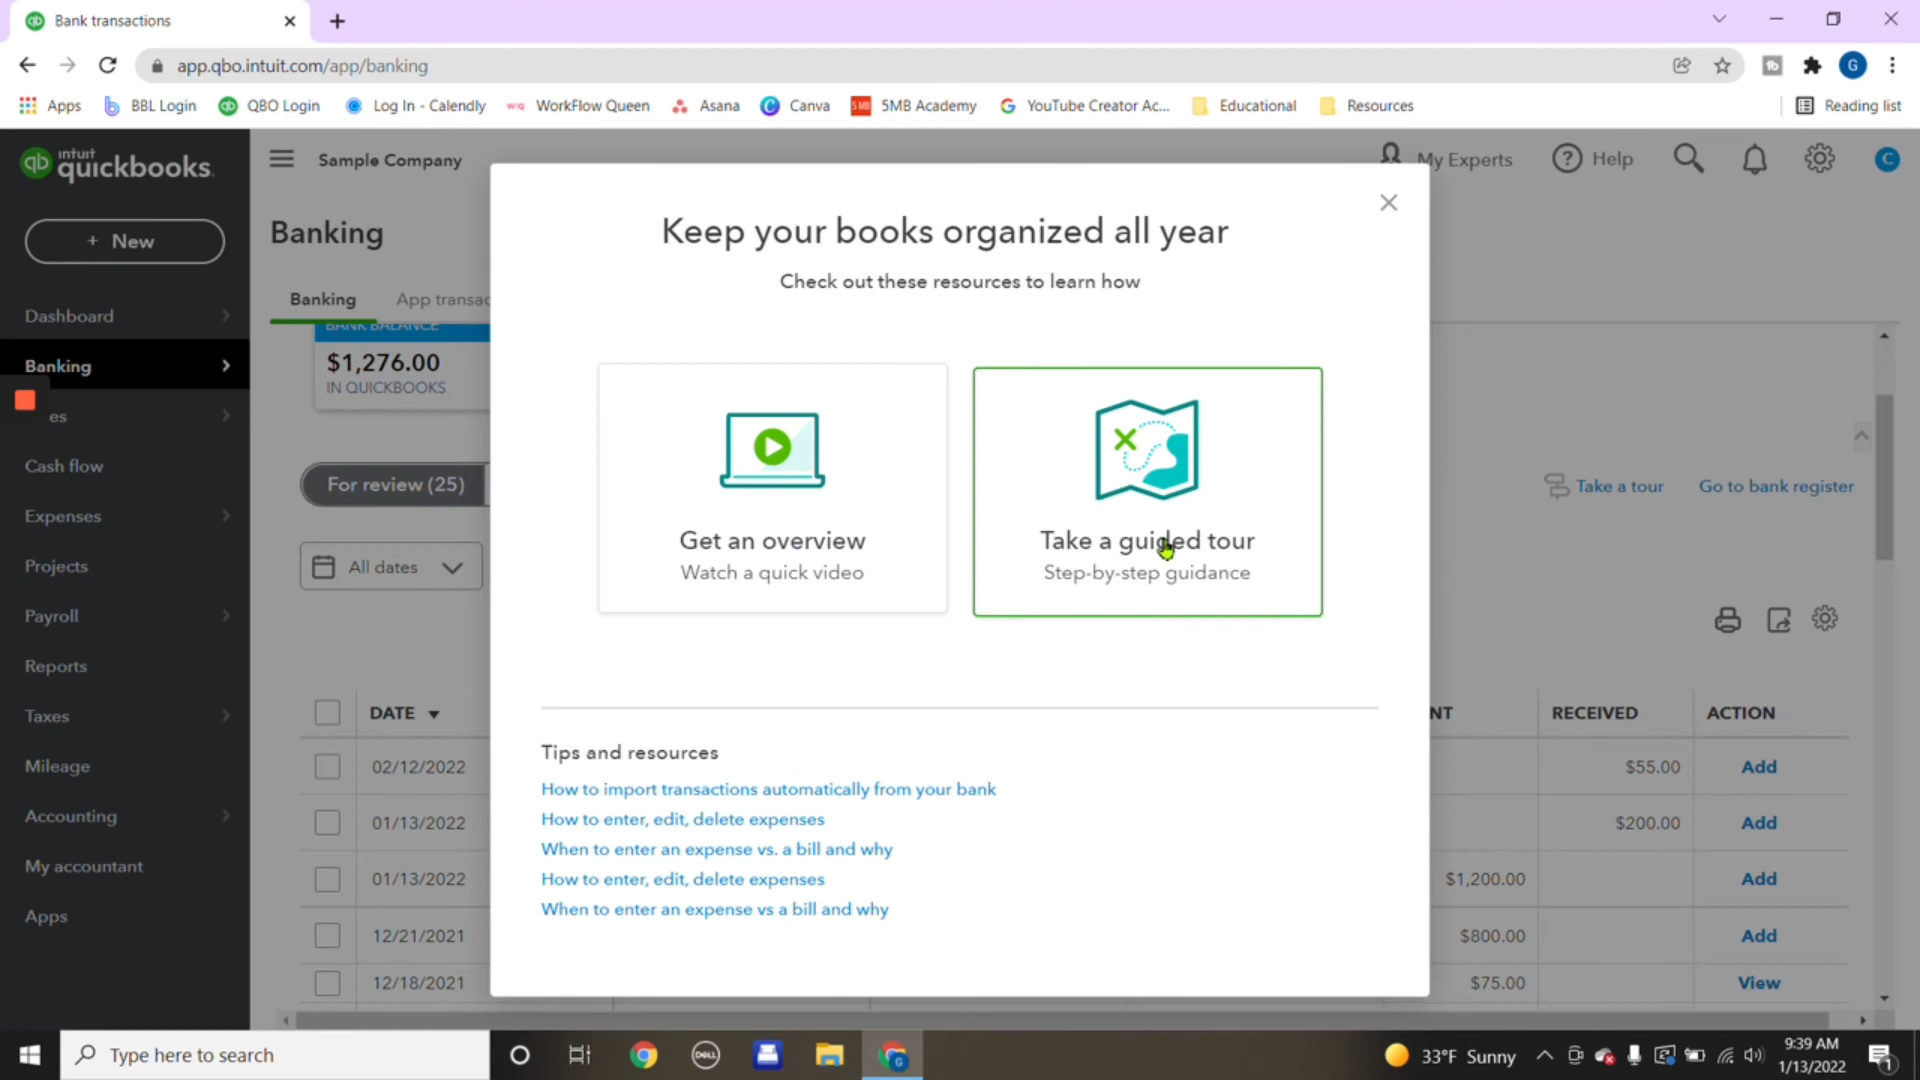 Bank transactions
app.qbo.intuit.com/app/banking
G
Apps
BBL Login
QBO Login
Log In - Calendly
WorkFlow Queen
Asana
Canva
5MB Academy
YouTube Creator Ac...
Educational
Resources
Reading list
intuit
quickbooks.
Sample Company
My Experts
Help
C
+ New
Banking
Banking
App transac
Dashboard
Banking
es
Cash flow
Expenses
Projects
Payroll
Reports
Taxes
Mileage
Accounting
My accountant
Apps
BANK BALANCE
$1,276.00
IN QUICKBOOKS
For review (25)
Take a tour
Go to bank register
All dates
Keep your books organized all year
Check out these resources to learn how
Get an overview
Watch a quick video
Take a guided tour
Step-by-step guidance
Tips and resources
How to import transactions automatically from your bank
How to enter, edit, delete expenses
When to enter an expense vs. a bill and why
How to enter, edit, delete expenses
When to enter an expense vs a bill and why
DATE
NT
RECEIVED
ACTION
02/12/2022
$55.00
Add
01/13/2022
$200.00
Add
01/13/2022
$1,200.00
Add
12/21/2021
$800.00
Add
12/18/2021
$75.00
View
Type here to search
DELL
33°F Sunny
9:39 AM
1/13/2022
1